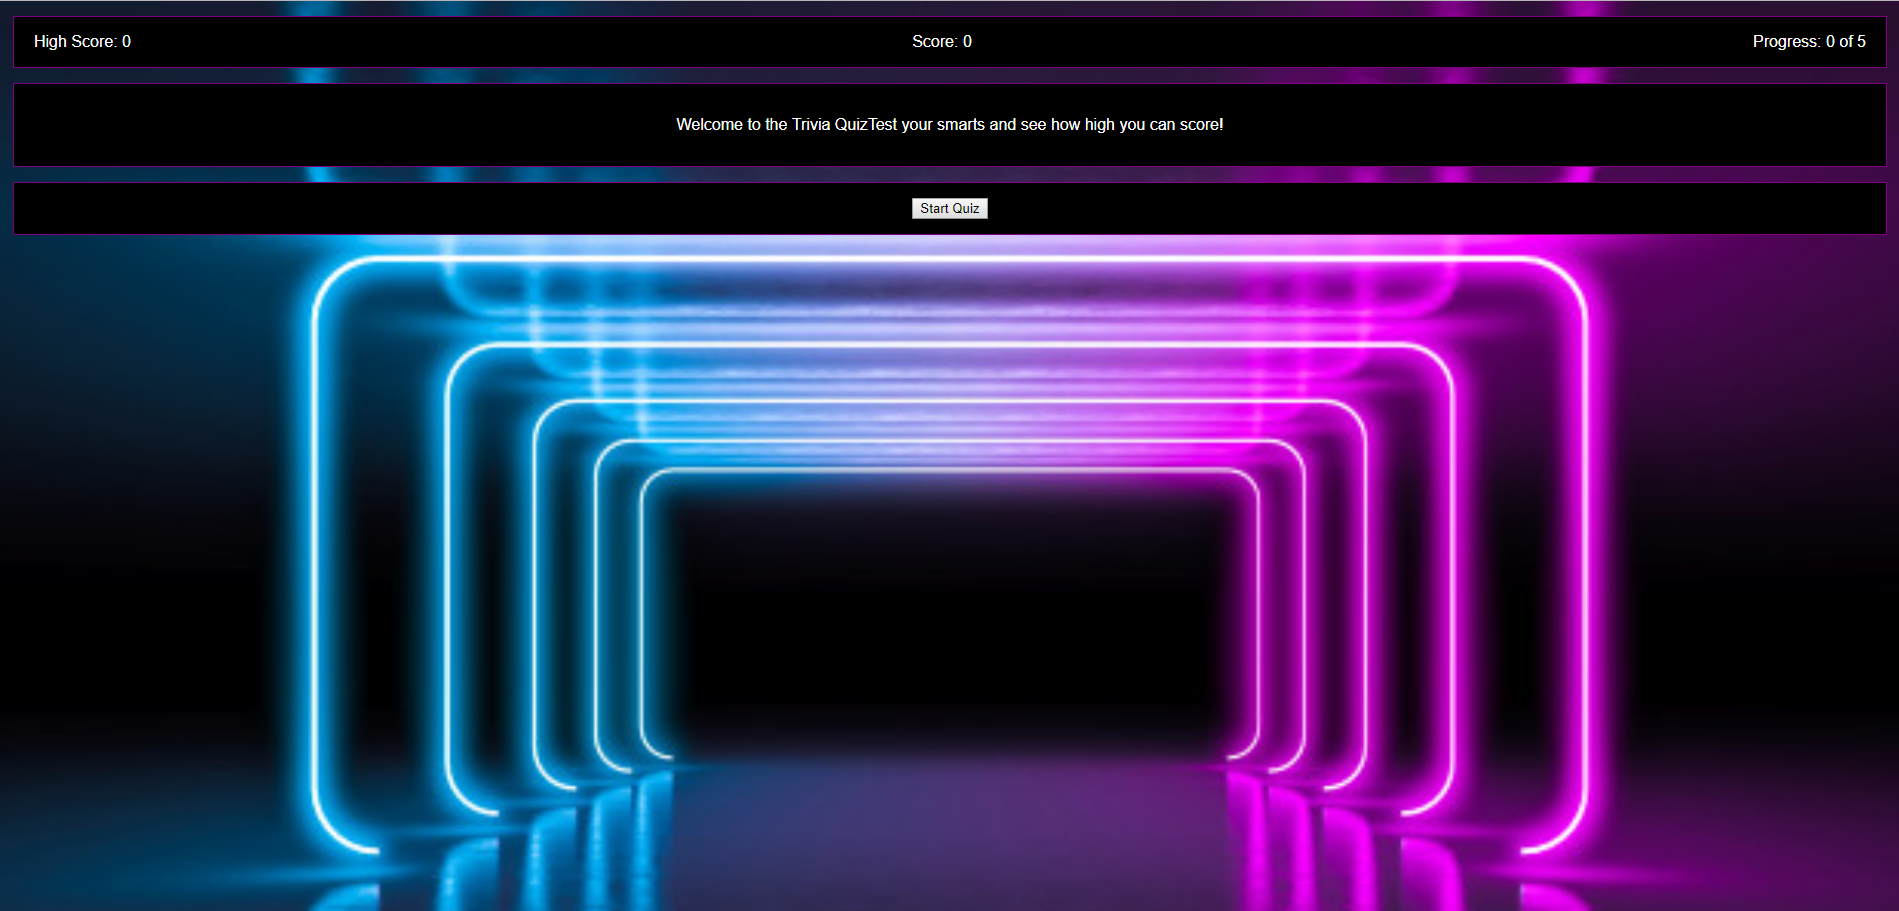 High Score: 0 Score: 0 Progress: 0 of 5
Welcome to the Trivia QuizTest your smarts and see how high you can score!
Start Quiz